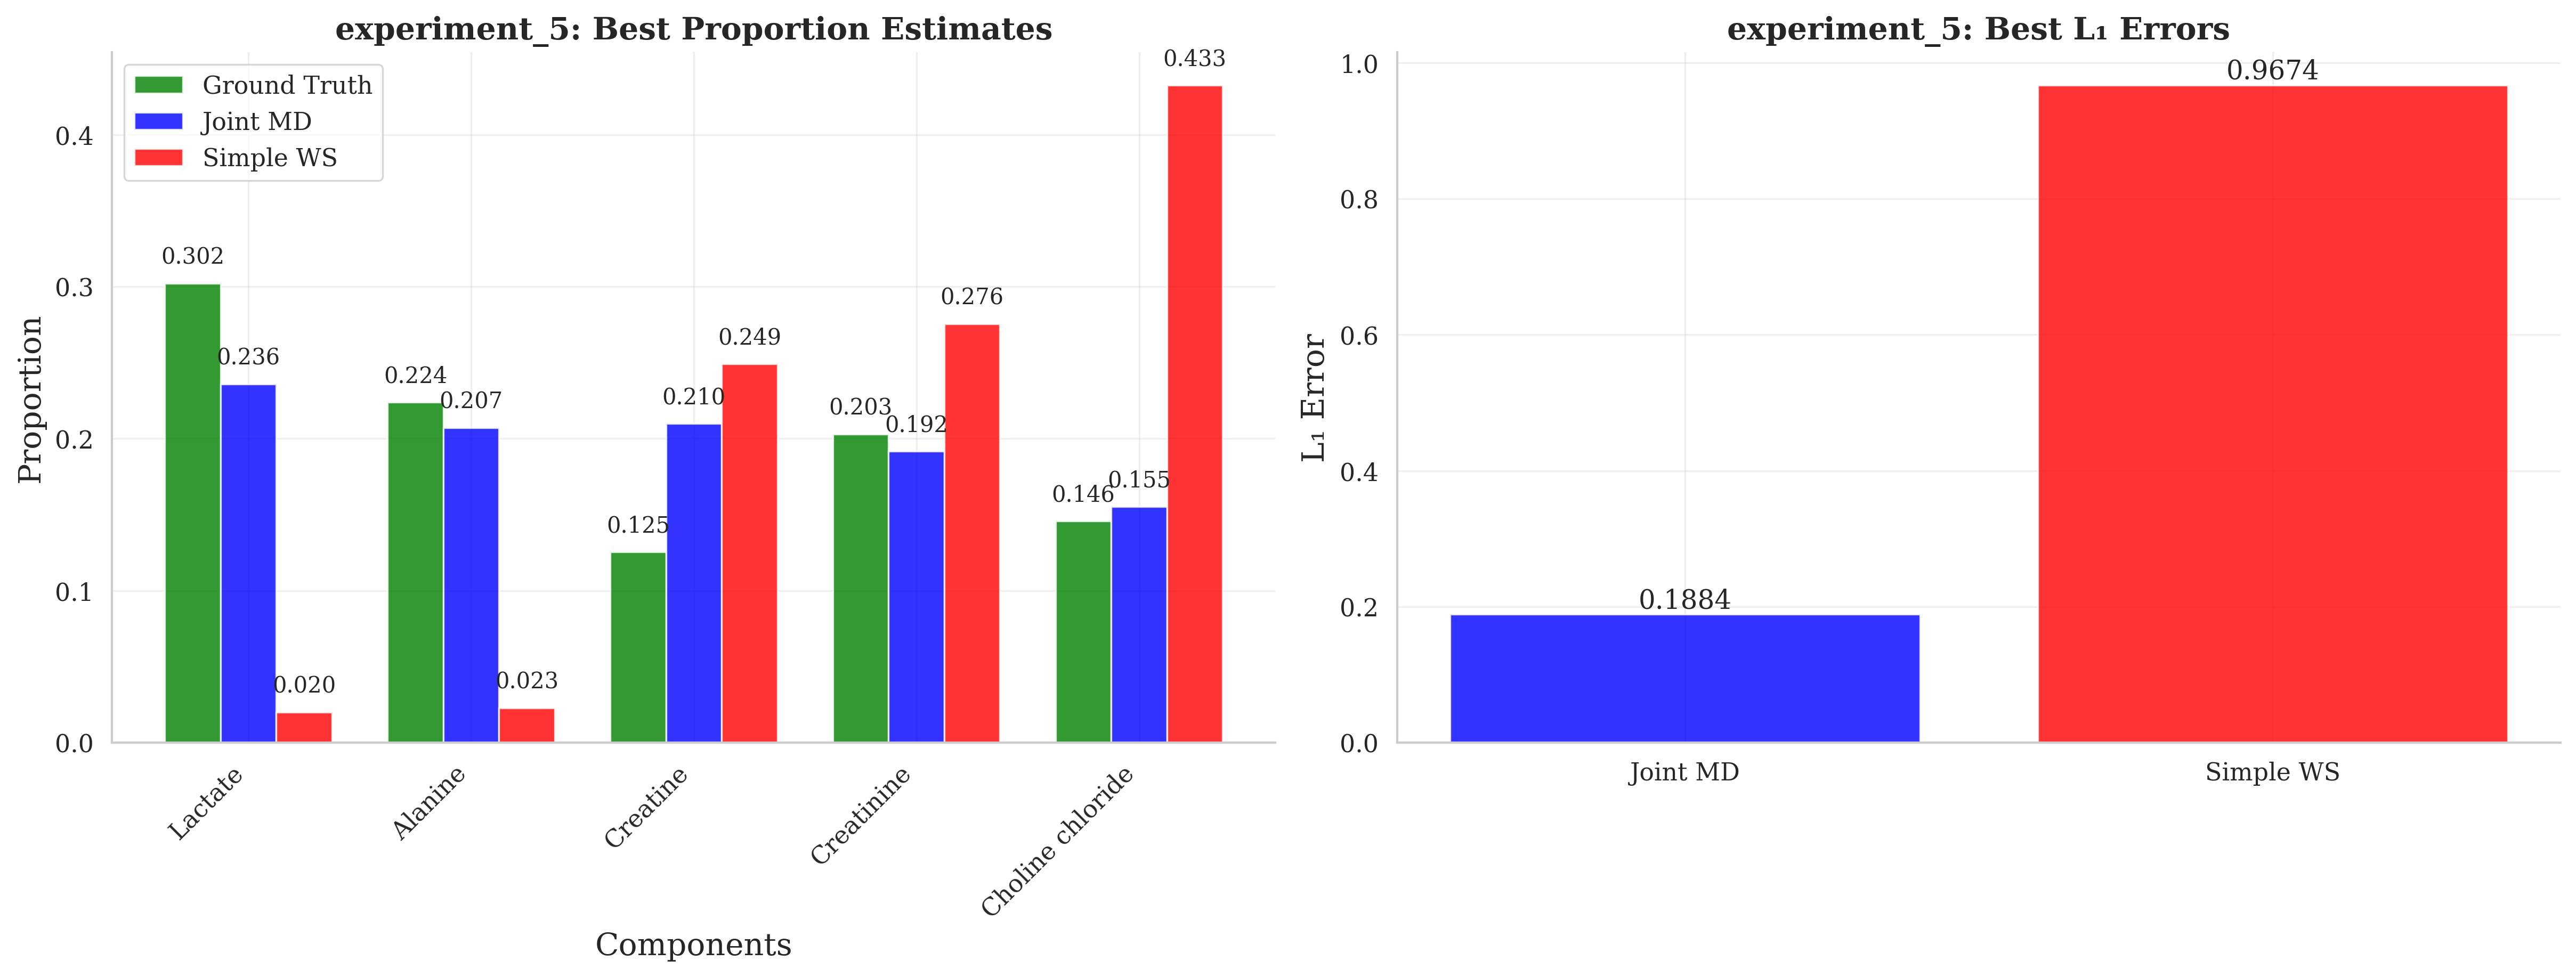 experiment_5: Best Proportion Estimates
Ground Truth
Joint MD
Simple WS
Proportion
0.4
0.3
0.2
0.1
0.0
0.302
0.236
0.020
0.224
0.207
0.023
0.125
0.210
0.249
0.203
0.192
0.276
0.146
0.155
0.433
Lactate
Alanine
Creatine
Creatinine
Choline chloride
Components
experiment_5: Best L₁ Errors
L₁ Error
1.0
0.8
0.6
0.4
0.2
0.0
0.1884
0.9674
Joint MD
Simple WS